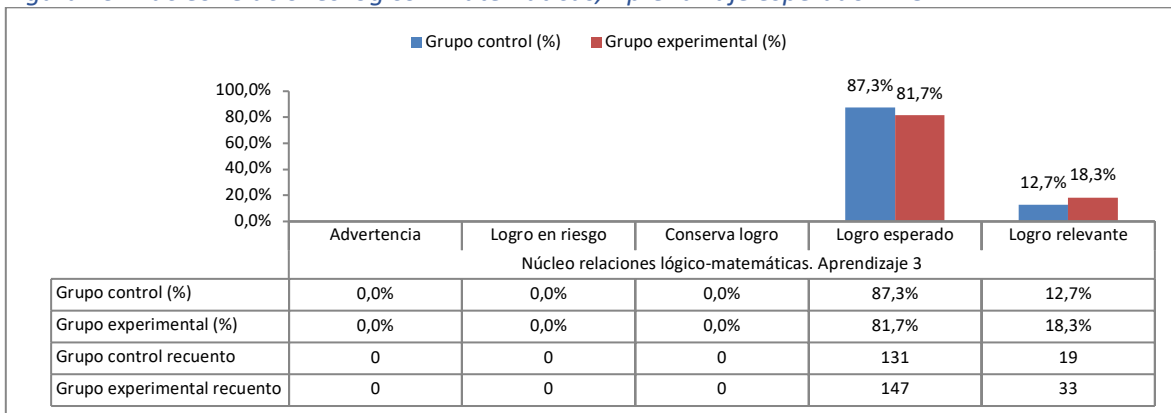 Grupo control (%) Grupo experimental (%)
87,3% 81,7%
12,7% 18,3%
100,0%
80,0%
60,0%
40,0%
20,0%
0,0%
Advertencia Logro en riesgo Conserva logro Logro esperado Logro relevante
Núcleo relaciones lógico-matemáticas. Aprendizaje 3
Grupo control (%) 0,0% 0,0% 0,0% 87,3% 12,7%
Grupo experimental (%) 0,0% 0,0% 0,0% 81,7% 18,3%
Grupo control recuento 0 0 0 131 19
Grupo experimental recuento 0 0 0 147 33